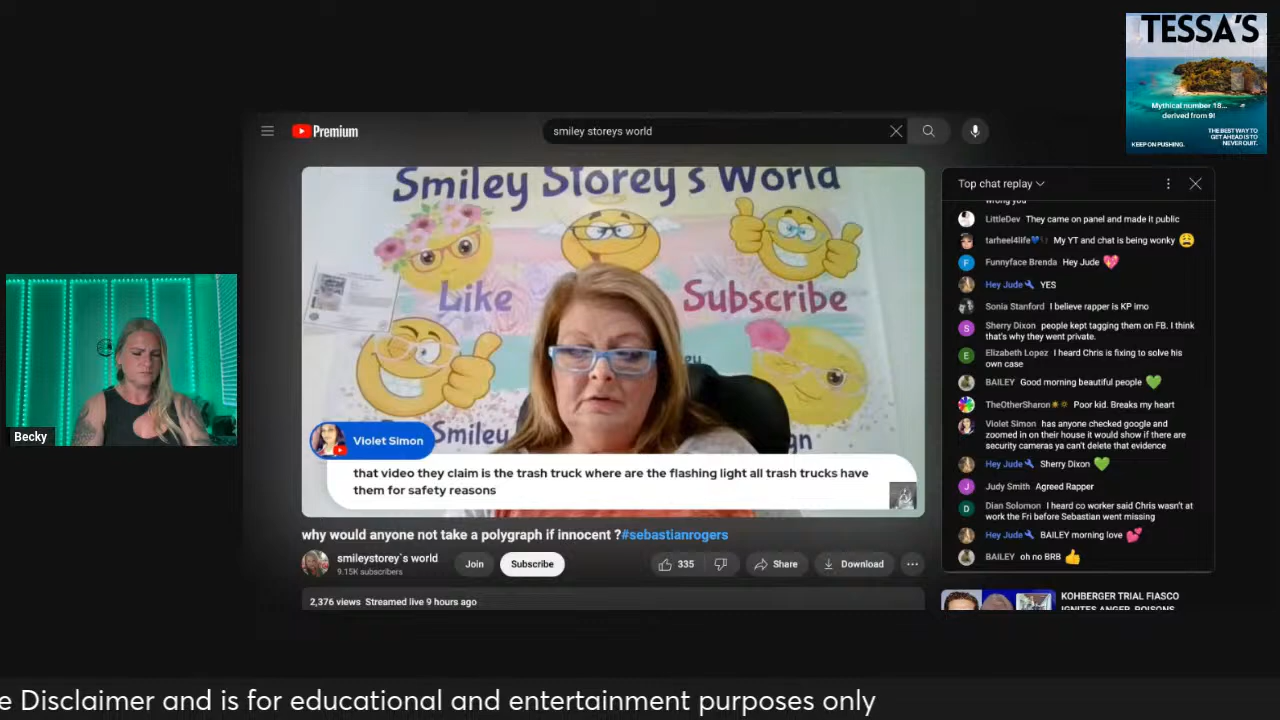 TESSA'S
Mythical number 18...
derived from 9!
THE BEST WAY TO
GET AHEAD IS TO
NEVER QUIT.
KEEP ON PUSHING.
Premium
smiley storeys world
Smiley Storey's World
Like
Subscribe
Smiley
Violet Simon
that video they claim is the trash truck where are the flashing light all trash trucks have
them for safety reasons
why would anyone not take a polygraph if innocent ?#sebastianrogers
smileystorey`s world
9.15K subscribers
Join
Subscribe
335
Share
Download
2,376 views Streamed live 9 hours ago
Top chat replay
wrong you
LittleDev They came on panel and made it public
tarheel4life My YT and chat is being wonky
Funnyface Brenda Hey Jude
Hey Jude YES
Sonia Stanford I believe rapper is KP imo
Sherry Dixon people kept tagging them on FB. I think
that's why they went private.
Elizabeth Lopez I heard Chris is fixing to solve his
own case
BAILEY Good morning beautiful people
TheOtherSharon Poor kid. Breaks my heart
Violet Simon has anyone checked google and
zoomed in on their house it would show if there are
security cameras ya can't delete that evidence
Hey Jude Sherry Dixon
Judy Smith Agreed Rapper
Dian Solomon I heard co worker said Chris wasn't at
work the Fri before Sebastian went missing
Hey Jude BAILEY morning love
BAILEY oh no BRB
KOHBERGER TRIAL FIASCO
IGNITES ANGER, POISONS
Becky
e Disclaimer and is for educational and entertainment purposes only